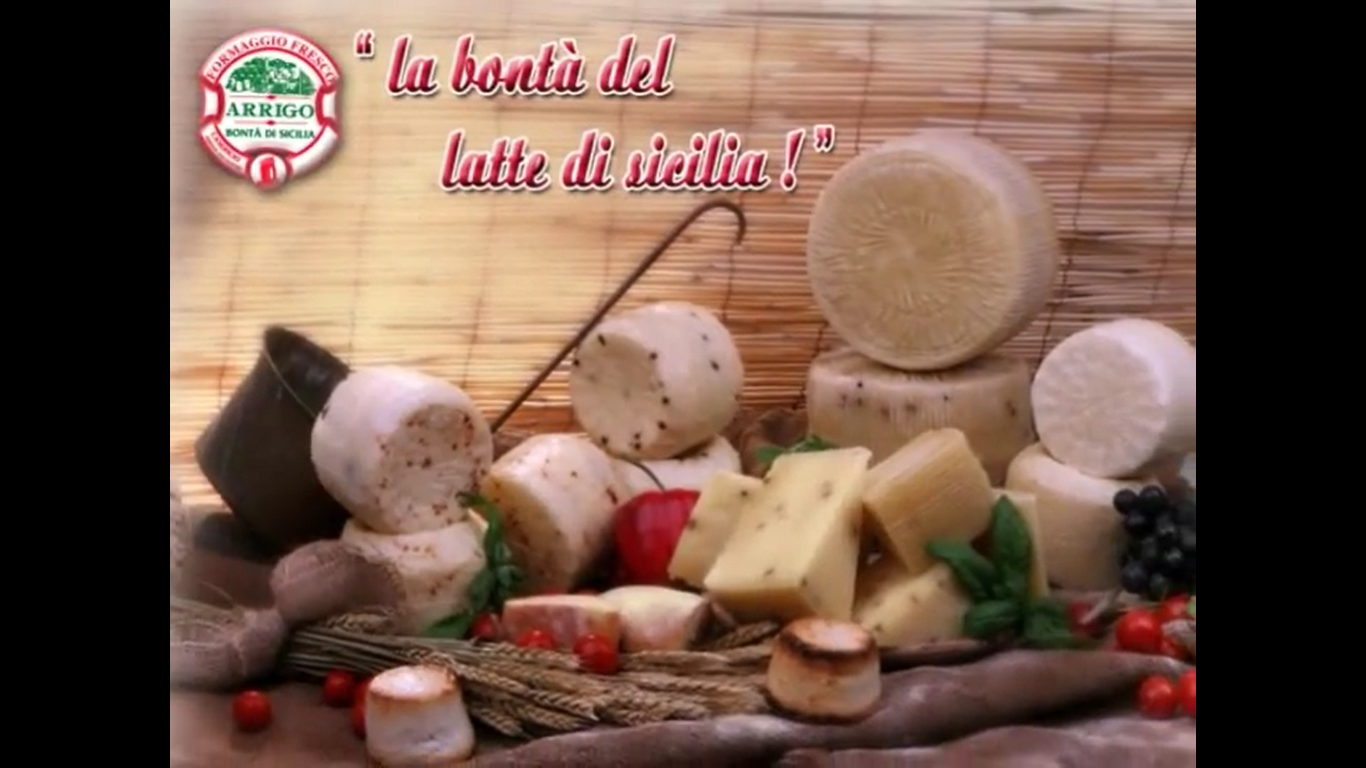 FORMAGGIO FRESCO
ARRIGO
BONTÀ DI SICILIA
“ la bontà del
latte di sicilia ! ”